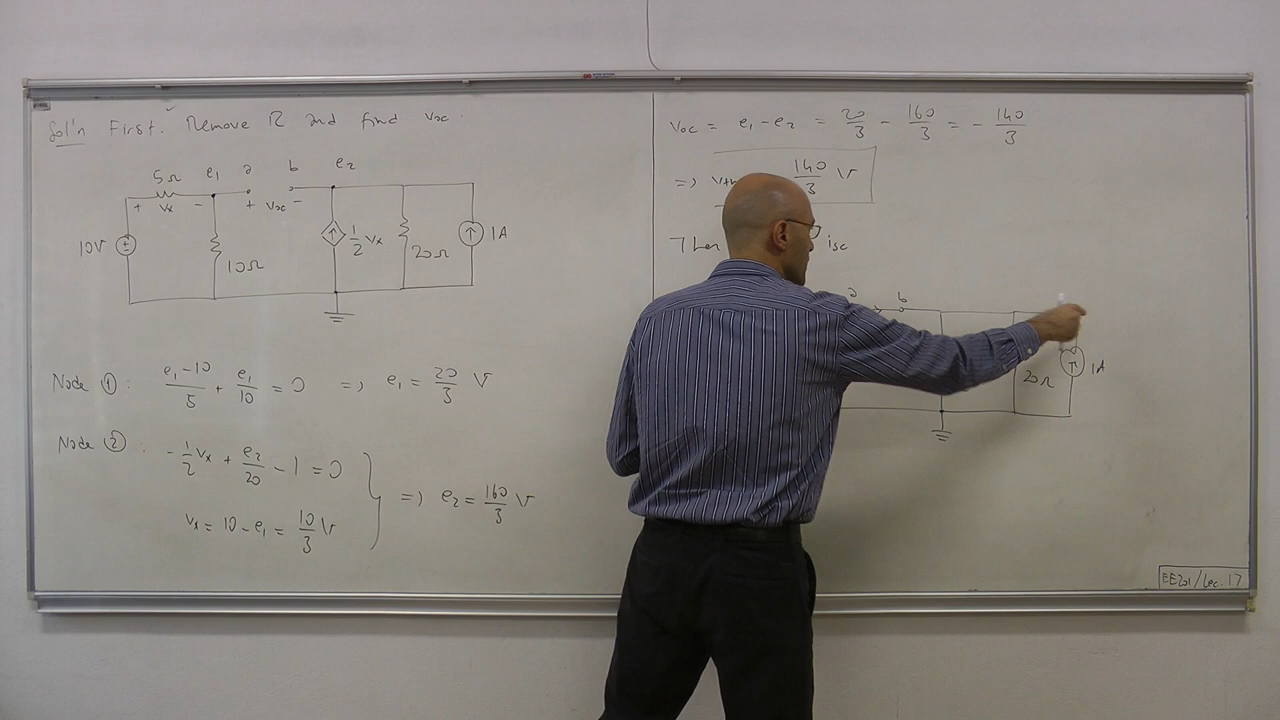 Sol'n First. Remove R and find voc.
5Ω e1 a b e2
+ vx - + voc -
10V 10Ω 1/2 vx 20Ω 1A
Node ①: (e1-10)/5 + e1/10 = 0 => e1 = 20/3 V
Node ②: -1/2 vx + e2/20 - 1 = 0
vx = 10 - e1 = 10/3 V
=> e2 = 160/3 V
voc = e1 - e2 = 20/3 - 160/3 = - 140/3
=> 140/3 V
isc
a b
20Ω 1A
EE201/Lec. 17